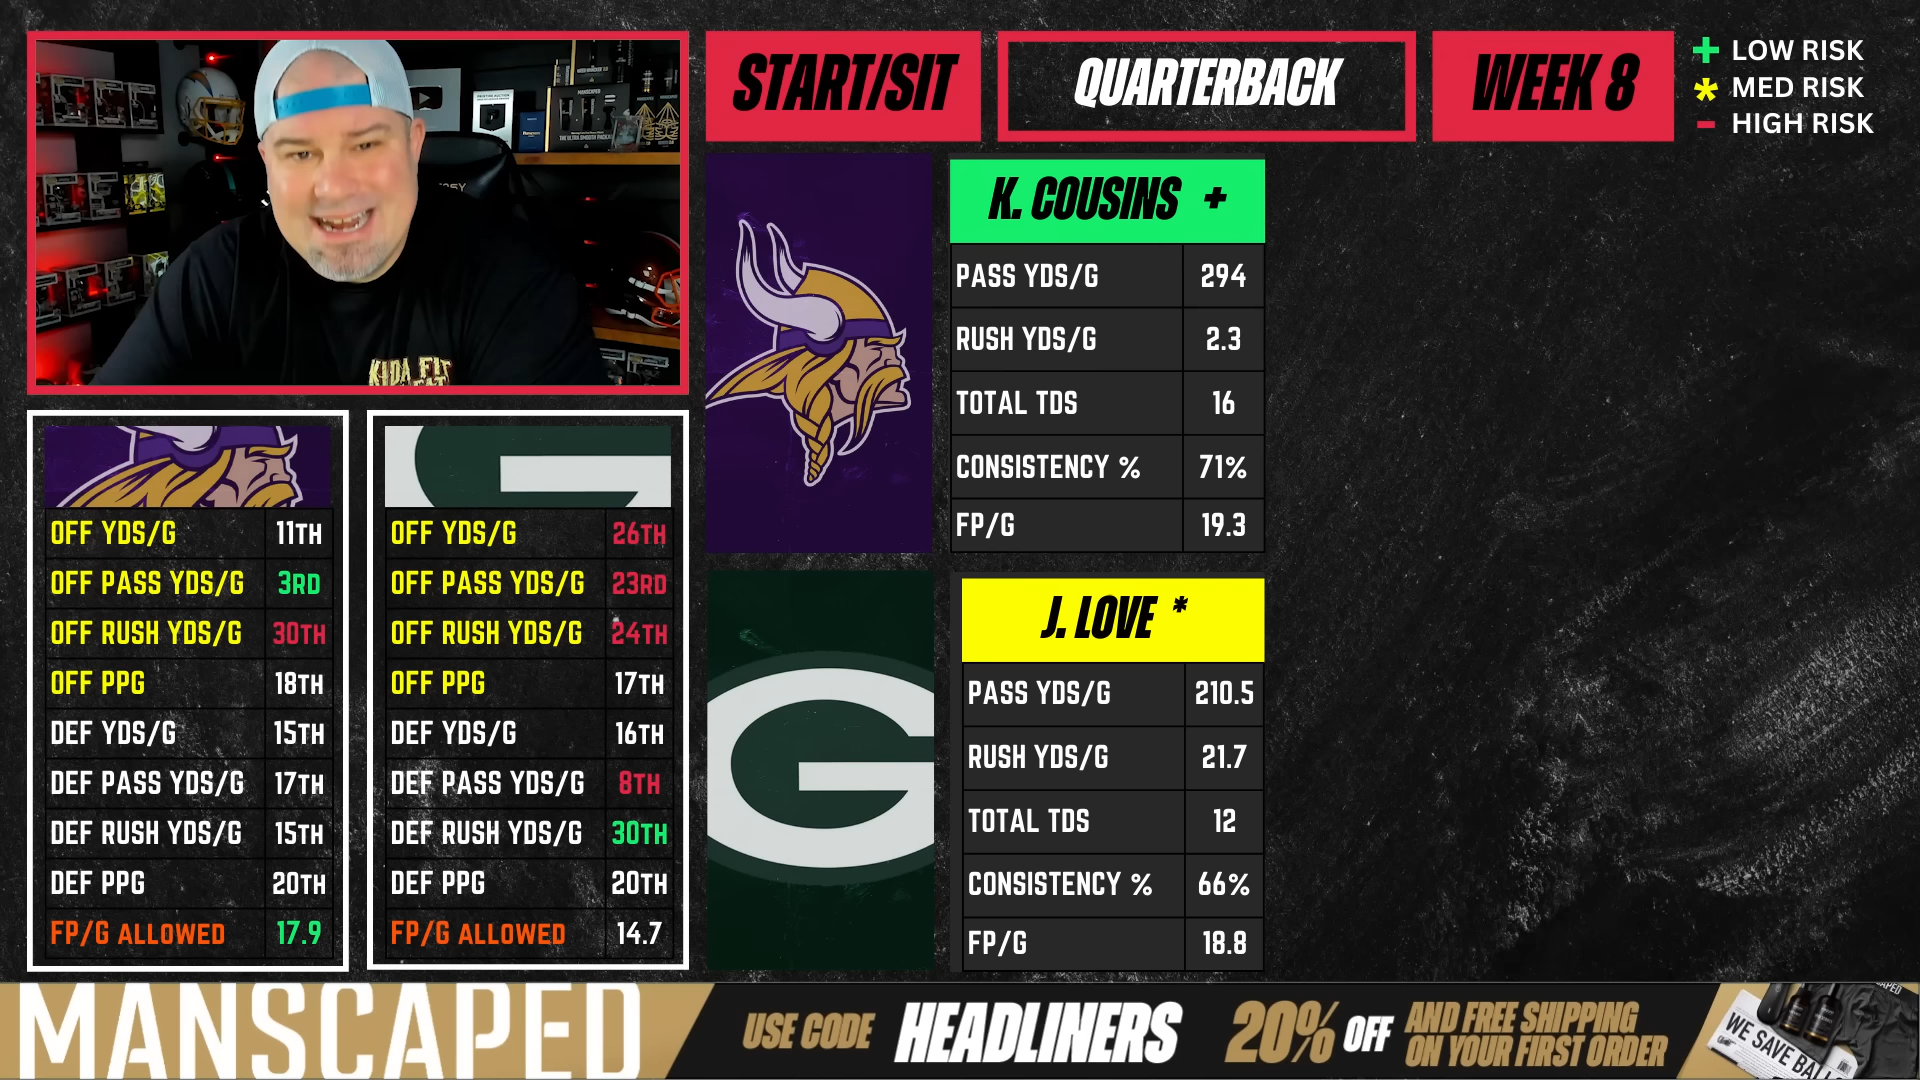 START/SIT
QUARTERBACK
WEEK 8
+ LOW RISK
* MED RISK
- HIGH RISK
MANSCAPED
KIDA FIT
K. COUSINS +
PASS YDS/G 294
RUSH YDS/G 2.3
TOTAL TDS 16
CONSISTENCY % 71%
FP/G 19.3
J. LOVE *
PASS YDS/G 210.5
RUSH YDS/G 21.7
TOTAL TDS 12
CONSISTENCY % 66%
FP/G 18.8
OFF YDS/G 11TH
OFF PASS YDS/G 3RD
OFF RUSH YDS/G 30TH
OFF PPG 18TH
DEF YDS/G 15TH
DEF PASS YDS/G 17TH
DEF RUSH YDS/G 15TH
DEF PPG 20TH
FP/G ALLOWED 17.9
OFF YDS/G 26TH
OFF PASS YDS/G 23RD
OFF RUSH YDS/G 24TH
OFF PPG 17TH
DEF YDS/G 16TH
DEF PASS YDS/G 8TH
DEF RUSH YDS/G 30TH
DEF PPG 20TH
FP/G ALLOWED 14.7
MANSCAPED
USE CODE HEADLINERS 20% OFF
AND FREE SHIPPING
ON YOUR FIRST ORDER
WE SAVE BAL